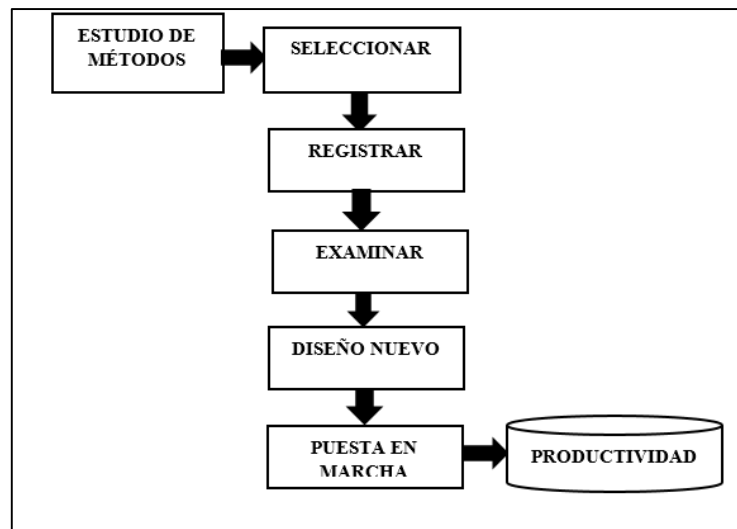 ESTUDIO DE
MÉTODOS
SELECCIONAR
REGISTRAR
EXAMINAR
DISEÑO NUEVO
PUESTA EN
MARCHA
PRODUCTIVIDAD